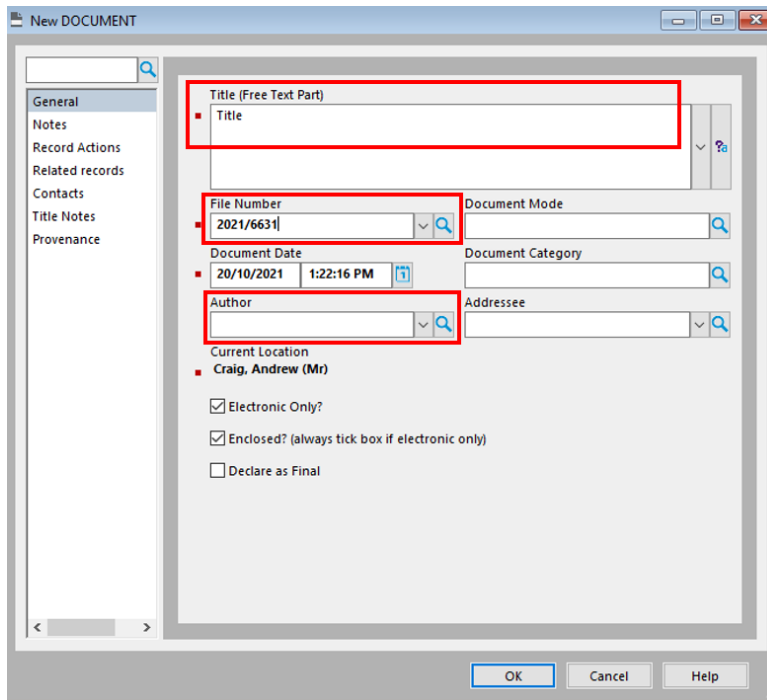 New DOCUMENT
General
Notes
Record Actions
Related records
Contacts
Title Notes
Provenance
Title (Free Text Part)
Title
File Number
Document Mode
2021/6631
Document Date
Document Category
20/10/2021 1:22:16 PM
Author
Addressee
Current Location
Craig, Andrew (Mr)
Electronic Only?
Enclosed? (always tick box if electronic only)
Declare as Final
OK Cancel Help